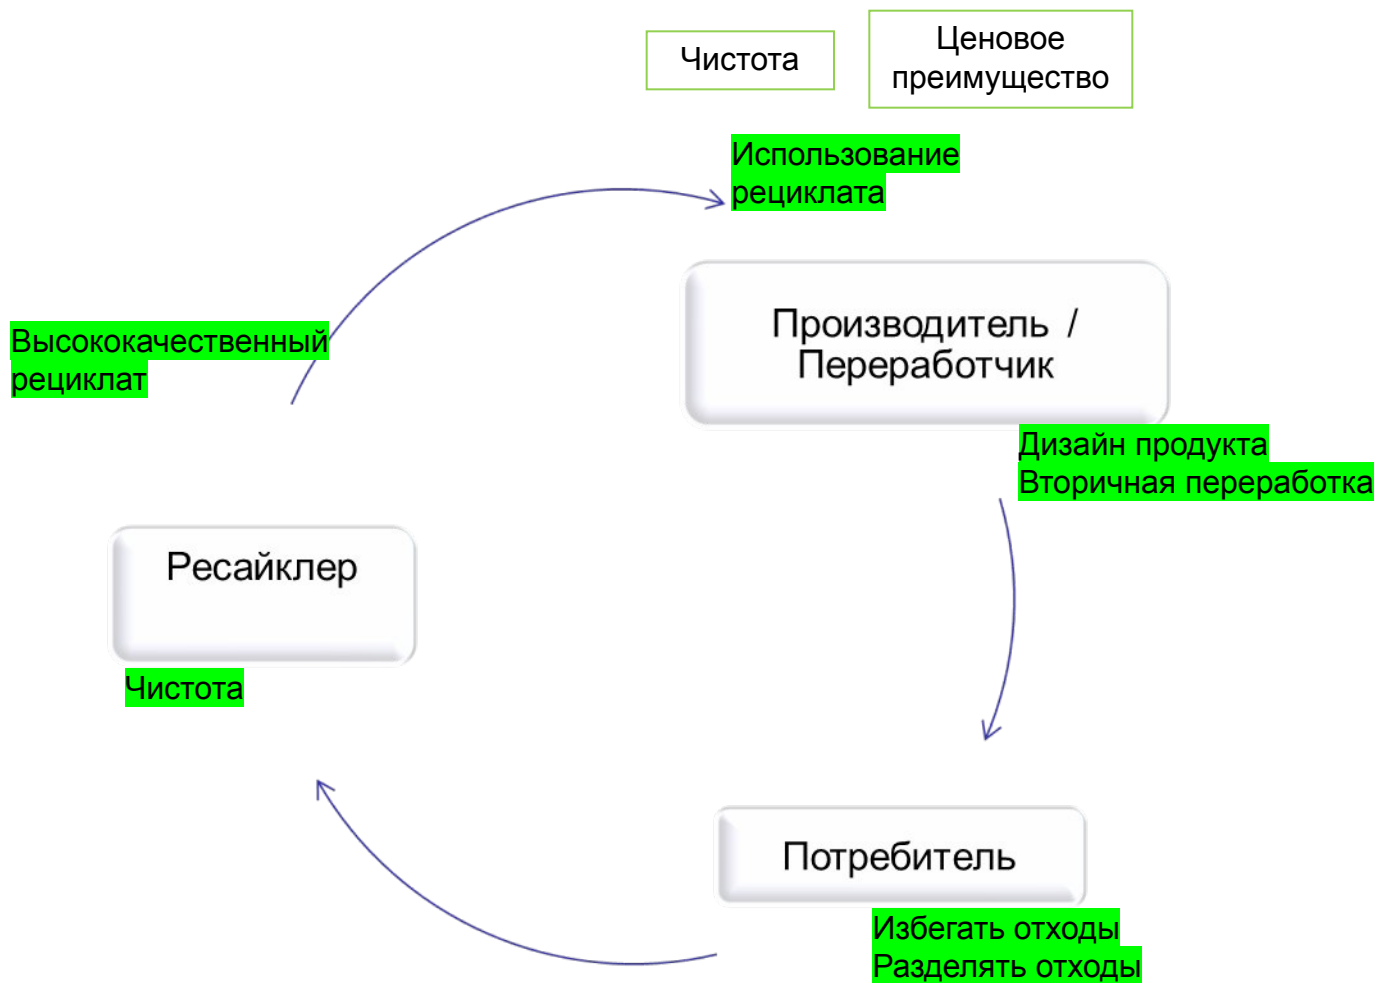 Чистота
Ценовое
преимущество
Использование
рециклата
Высококачественный
рециклат
Производитель /
Переработчик
Дизайн продукта
Вторичная переработка
Ресайклер
Чистота
Потребитель
Избегать отходы
Разделять отходы